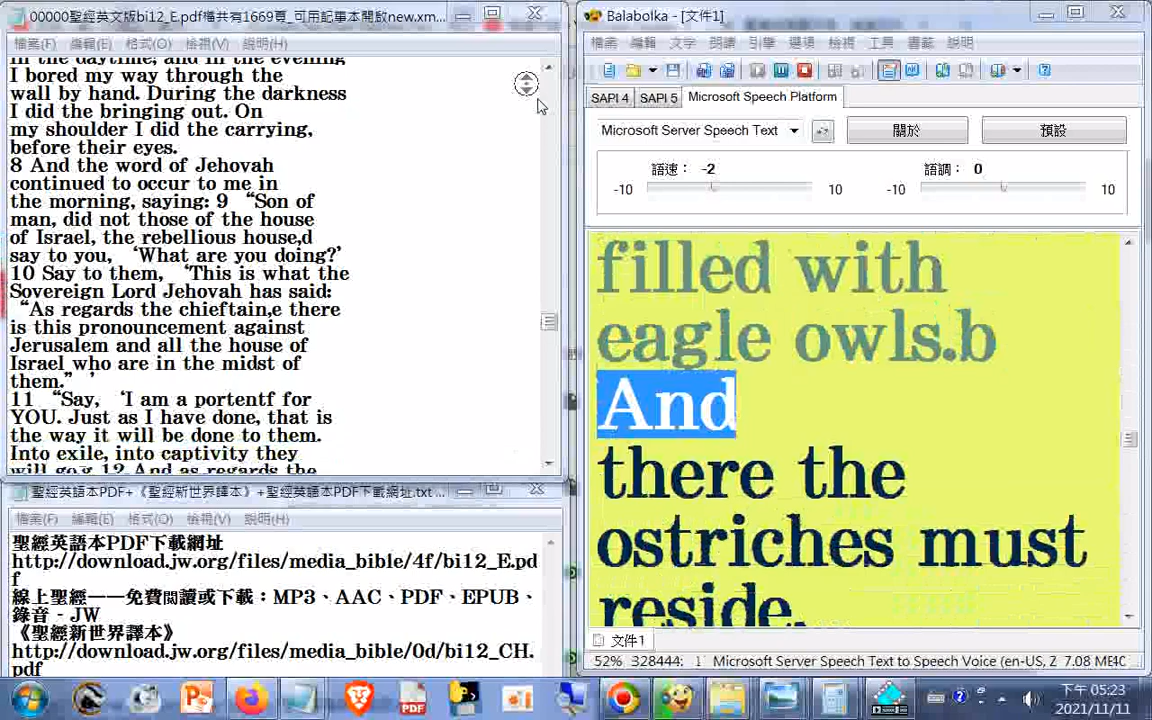 00000聖經英文版bi12_E.pdf檔共有1669頁_可用記事本開啟new.xm...
檔案(F) 編輯(E) 格式(O) 檢視(V) 說明(H)
in the daytime, and in the evening
I bored my way through the
wall by hand. During the darkness
I did the bringing out. On
my shoulder I did the carrying,
before their eyes.
8 And the word of Jehovah
continued to occur to me in
the morning, saying: 9 “Son of
man, did not those of the house
of Israel, the rebellious house,d
say to you, ‘What are you doing?’
10 Say to them, ‘This is what the
Sovereign Lord Jehovah has said:
“As regards the chieftain,e there
is this pronouncement against
Jerusalem and all the house of
Israel who are in the midst of
them.” ’
11 “Say, ‘I am a portentf for
YOU. Just as I have done, that is
the way it will be done to them.
Into exile, into captivity they
will go.g 12 And as regards the
聖經英語本PDF+《聖經新世界譯本》+聖經英語本PDF下載網址.txt ...
檔案(F) 編輯(E) 格式(O) 檢視(V) 說明(H)
聖經英語本PDF下載網址
http://download.jw.org/files/media_bible/4f/bi12_E.pd
f
線上聖經——免費閱讀或下載：MP3、AAC、PDF、EPUB、
錄音 - JW
《聖經新世界譯本》
http://download.jw.org/files/media_bible/0d/bi12_CH.
pdf
Balabolka - [文件1]
檔案 編輯 文字 朗讀 引擎 選項 檢視 工具 書籤 說明
SAPI 4 SAPI 5 Microsoft Speech Platform
Microsoft Server Speech Text 關於 預設
語速： -2 語調： 0
-10 10 -10 10
filled with
eagle owls.b
And
there the
ostriches must
reside.
文件1
52% 328444: Microsoft Server Speech Text to Speech Voice (en-US, Z 7.08 ME
下午 05:23
2021/11/11